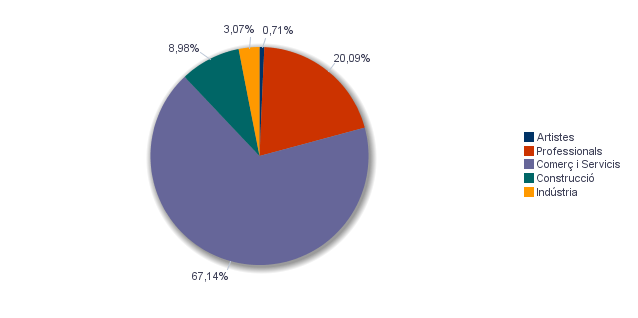 3,07%
0,71%
8,98%
20,09%
67,14%
Artistes
Professionals
Comerç i Servicis
Construcció
Indústria